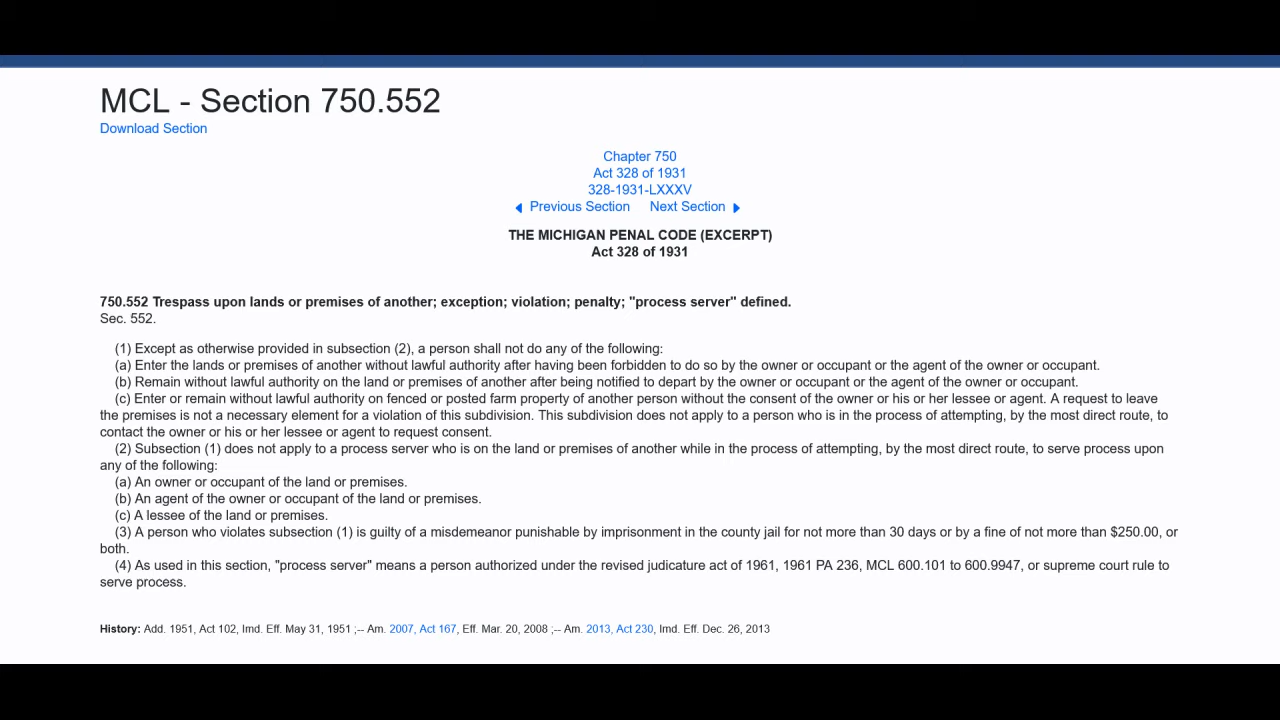 MCL - Section 750.552
Download Section
Chapter 750
Act 328 of 1931
328-1931-LXXXV
Previous Section Next Section
THE MICHIGAN PENAL CODE (EXCERPT)
Act 328 of 1931
750.552 Trespass upon lands or premises of another; exception; violation; penalty; "process server" defined.
Sec. 552.
(1) Except as otherwise provided in subsection (2), a person shall not do any of the following:
(a) Enter the lands or premises of another without lawful authority after having been forbidden to do so by the owner or occupant or the agent of the owner or occupant.
(b) Remain without lawful authority on the land or premises of another after being notified to depart by the owner or occupant or the agent of the owner or occupant.
(c) Enter or remain without lawful authority on fenced or posted farm property of another person without the consent of the owner or his or her lessee or agent. A request to leave
the premises is not a necessary element for a violation of this subdivision. This subdivision does not apply to a person who is in the process of attempting, by the most direct route, to
contact the owner or his or her lessee or agent to request consent.
(2) Subsection (1) does not apply to a process server who is on the land or premises of another while in the process of attempting, by the most direct route, to serve process upon
any of the following:
(a) An owner or occupant of the land or premises.
(b) An agent of the owner or occupant of the land or premises.
(c) A lessee of the land or premises.
(3) A person who violates subsection (1) is guilty of a misdemeanor punishable by imprisonment in the county jail for not more than 30 days or by a fine of not more than $250.00, or
both.
(4) As used in this section, "process server" means a person authorized under the revised judicature act of 1961, 1961 PA 236, MCL 600.101 to 600.9947, or supreme court rule to
serve process.
History: Add. 1951, Act 102, Imd. Eff. May 31, 1951 ;-- Am. 2007, Act 167, Eff. Mar. 20, 2008 ;-- Am. 2013, Act 230, Imd. Eff. Dec. 26, 2013